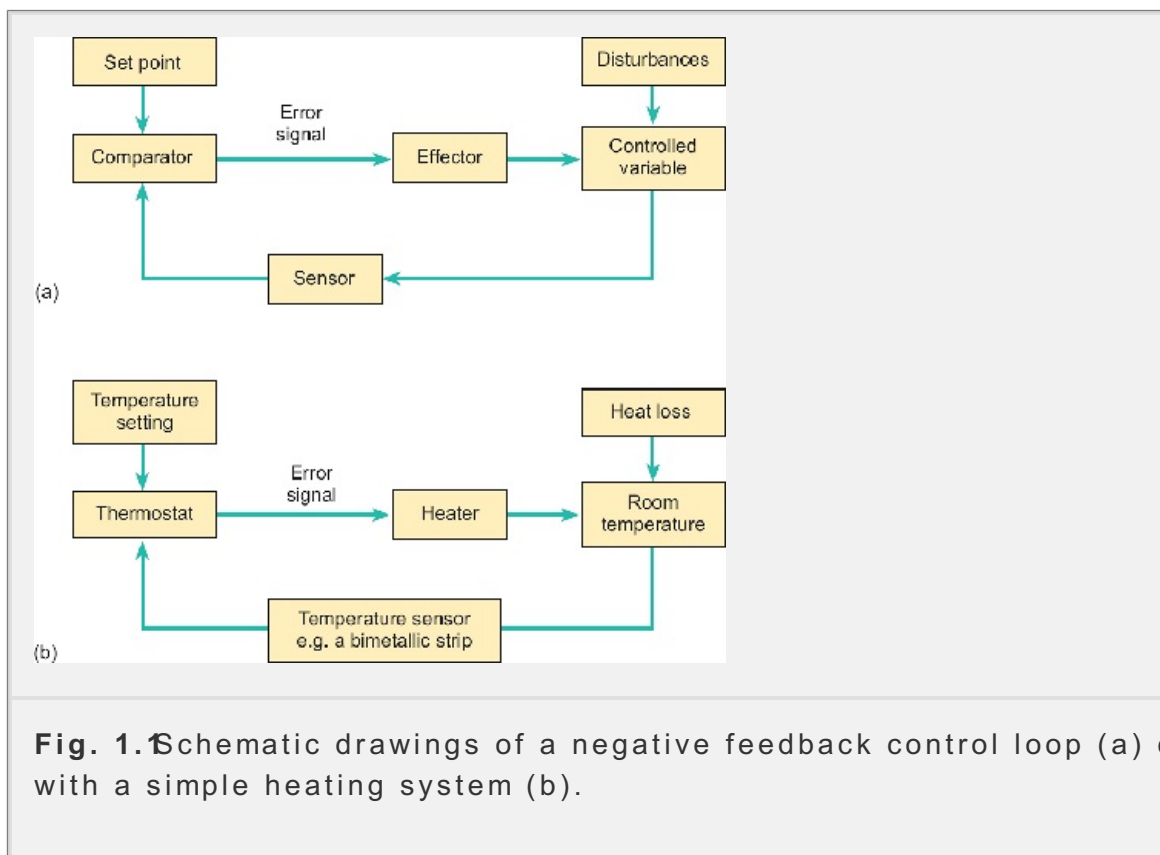 Set point
Disturbances
Error
signal
Comparator
Effector
Controlled
variable
Sensor
(a)
Temperature
setting
Heat loss
Error
signal
Thermostat
Heater
Room
temperature
Temperature sensor
e.g. a bimetallic strip
(b)
Fig. 1.1Schematic drawings of a negative feedback control loop (a)
with a simple heating system (b).